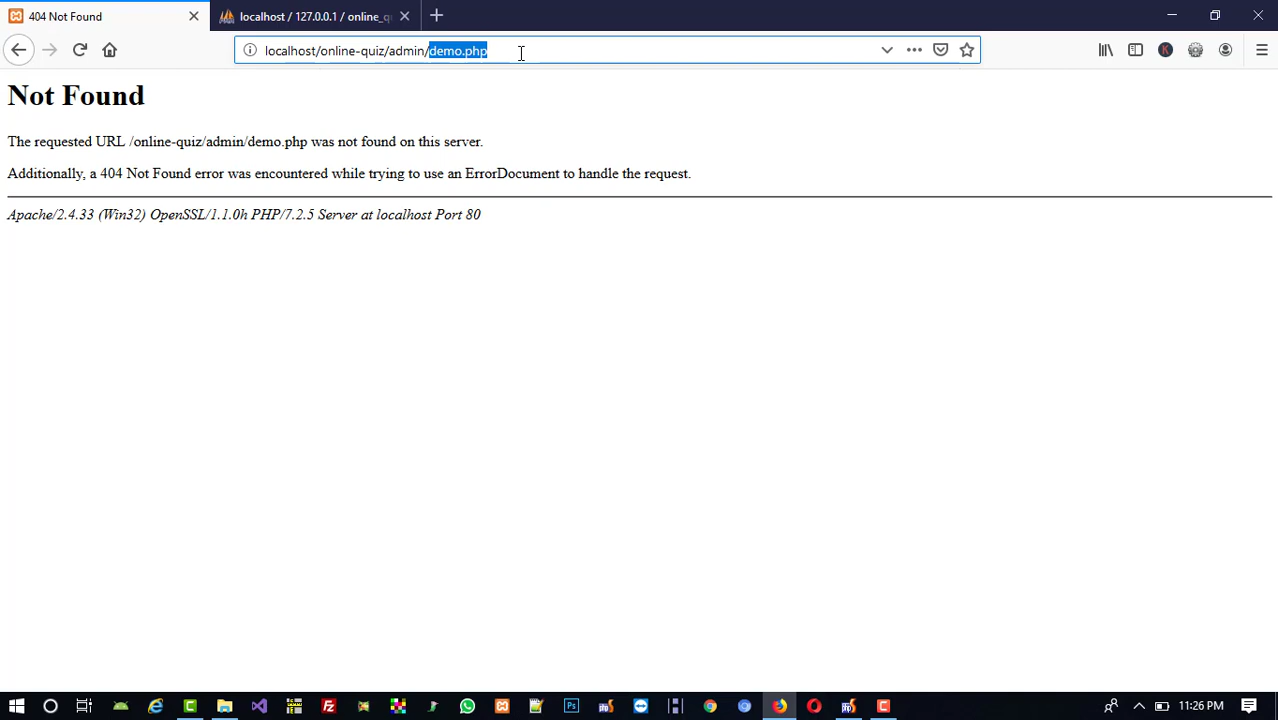 404 Not Found
localhost / 127.0.0.1 / online_q
localhost/online-quiz/admin/demo.php
Not Found
The requested URL /online-quiz/admin/demo.php was not found on this server.
Additionally, a 404 Not Found error was encountered while trying to use an ErrorDocument to handle the request.
Apache/2.4.33 (Win32) OpenSSL/1.1.0h PHP/7.2.5 Server at localhost Port 80
11:26 PM